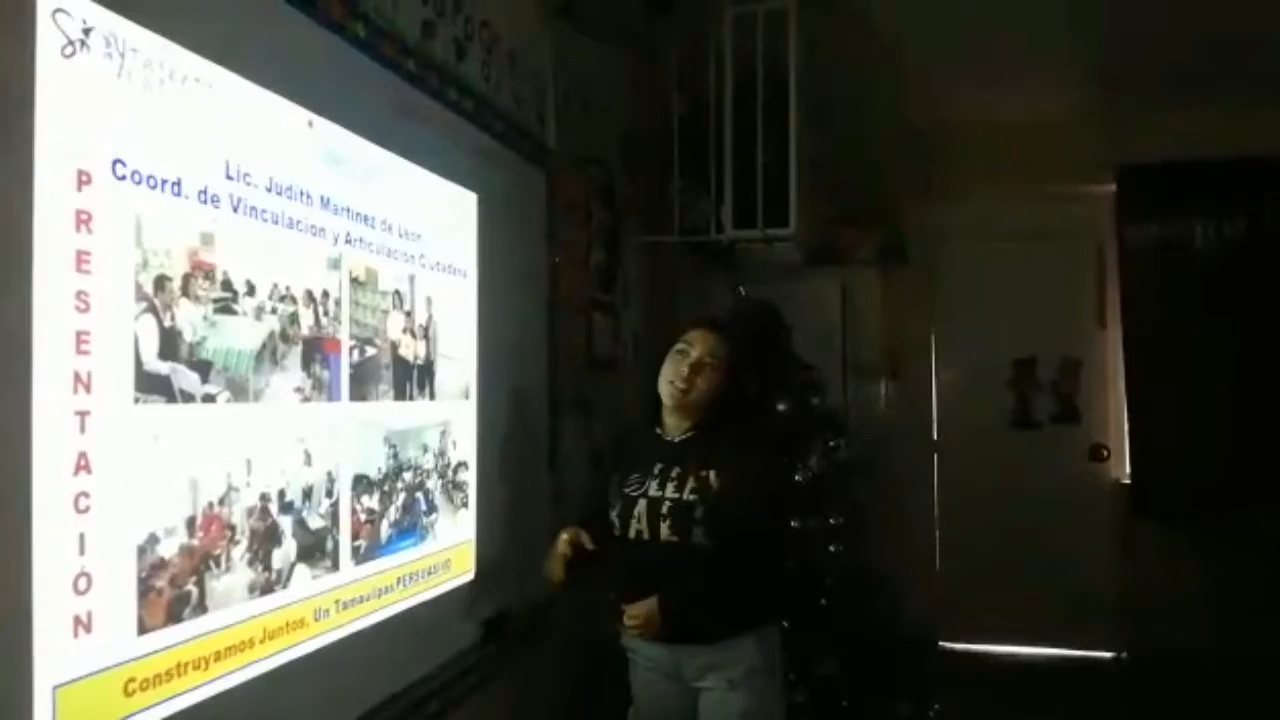 PRESENTACIÓN
Lic. Judith Martinez de Leon
Coord. de Vinculacion y Articulacion Ciudadana
Construyamos Juntos, Un Tamaulipas PERSUASIVO